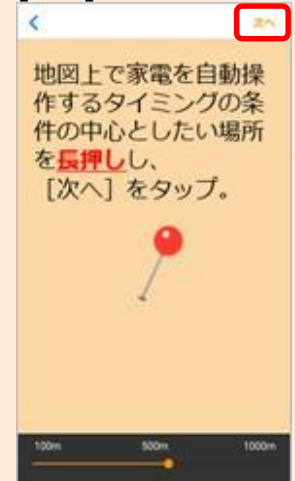 次へ
地図上で家電を自動操
作するタイミングの条
件の中心としたい場所
を長押しし、
［次へ］をタップ。
100m 500m 1000m